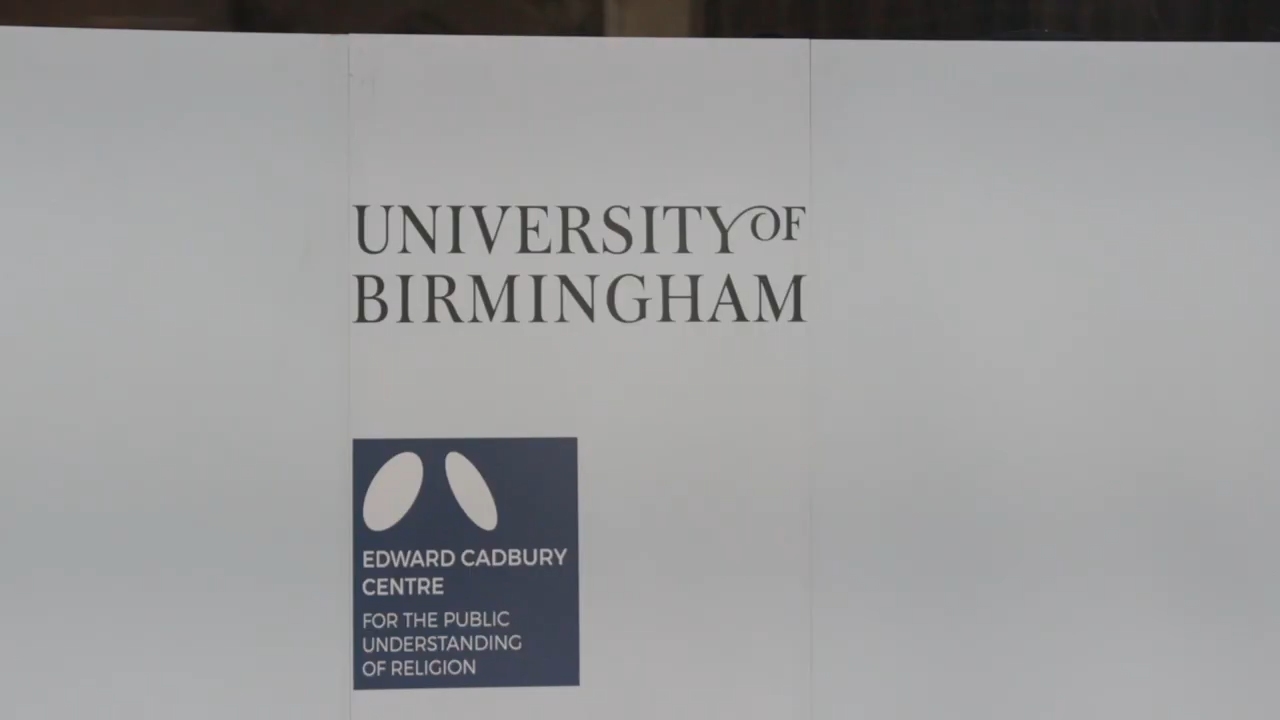 UNIVERSITY OF
BIRMINGHAM
EDWARD CADBURY
CENTRE
FOR THE PUBLIC
UNDERSTANDING
OF RELIGION